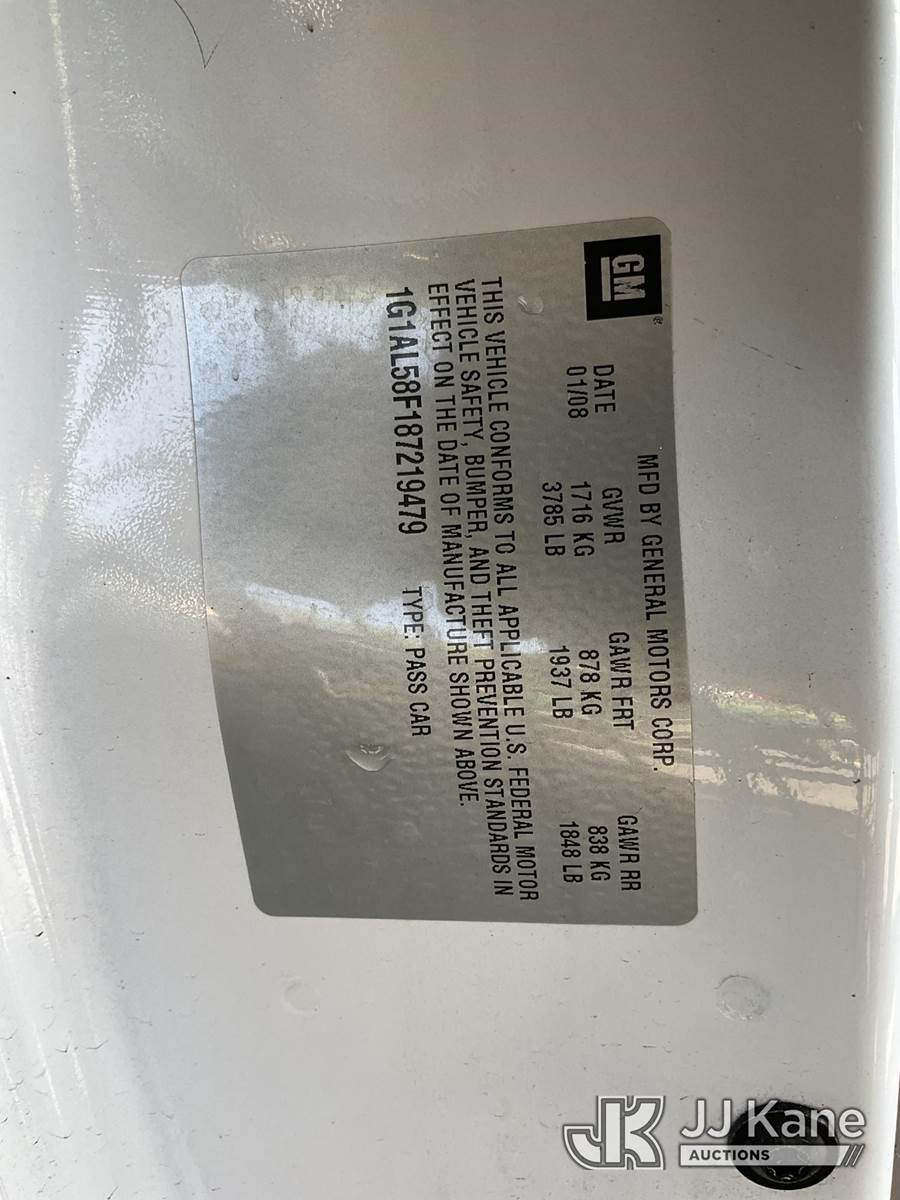 GM®
MFD BY GENERAL MOTORS CORP.
DATE GVWR GAWR FRT GAWR RR
01/08 1716 KG 878 KG 838 KG
3785 LB 1937 LB 1848 LB
THIS VEHICLE CONFORMS TO ALL APPLICABLE U.S. FEDERAL MOTOR
VEHICLE SAFETY, BUMPER, AND THEFT PREVENTION STANDARDS IN
EFFECT ON THE DATE OF MANUFACTURE SHOWN ABOVE.
1G1AL58F187219479 TYPE: PASS CAR
JK JJ Kane
AUCTIONS